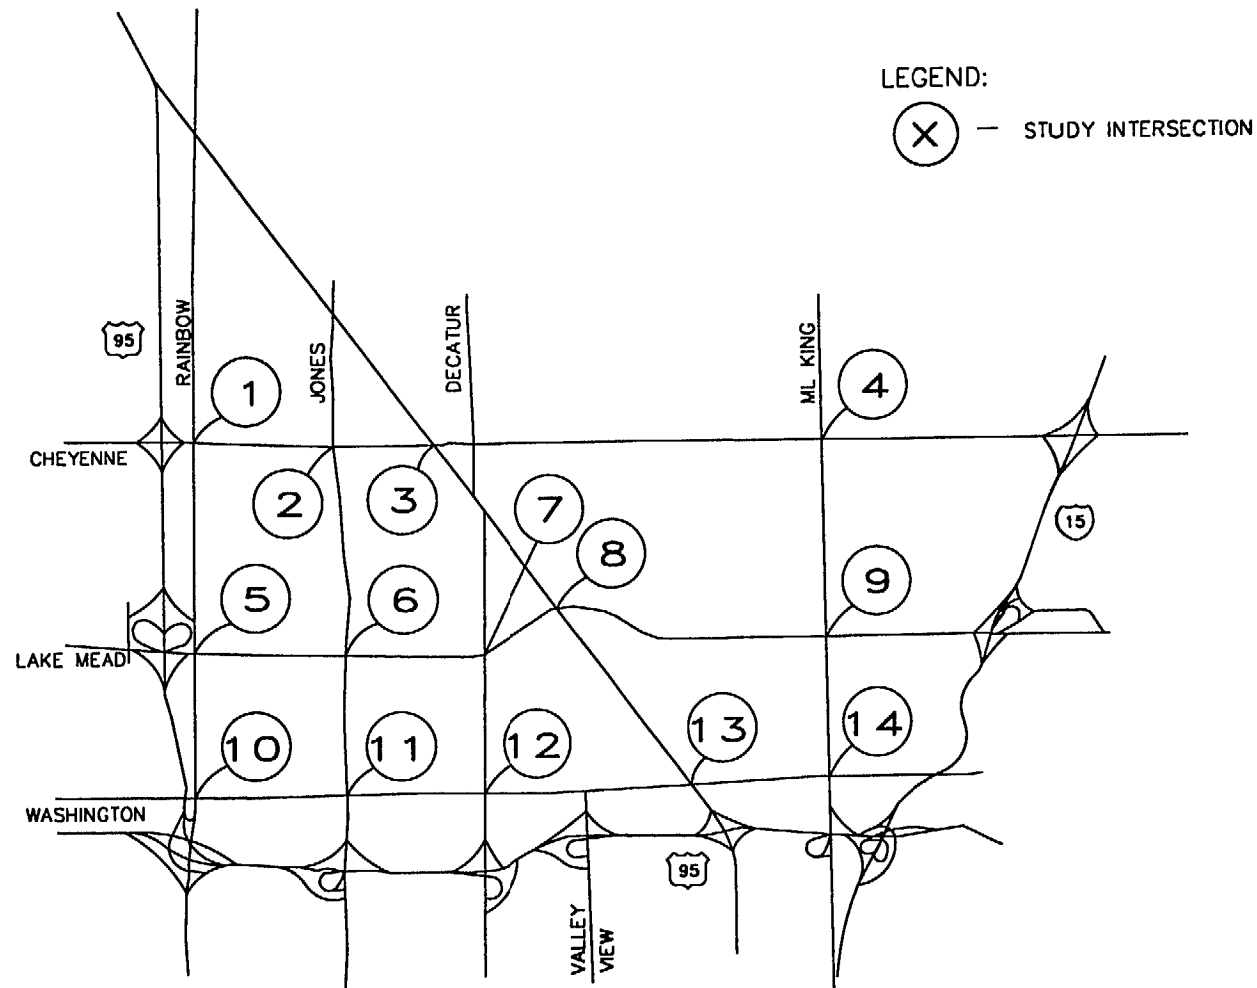 LEGEND:
X — STUDY INTERSECTION
95
RAINBOW
JONES
DECATUR
ML KING
1
4
CHEYENNE
2
3
7
15
8
5
6
9
LAKE MEAD
10
11
12
13
14
WASHINGTON
95
VALLEY
VIEW